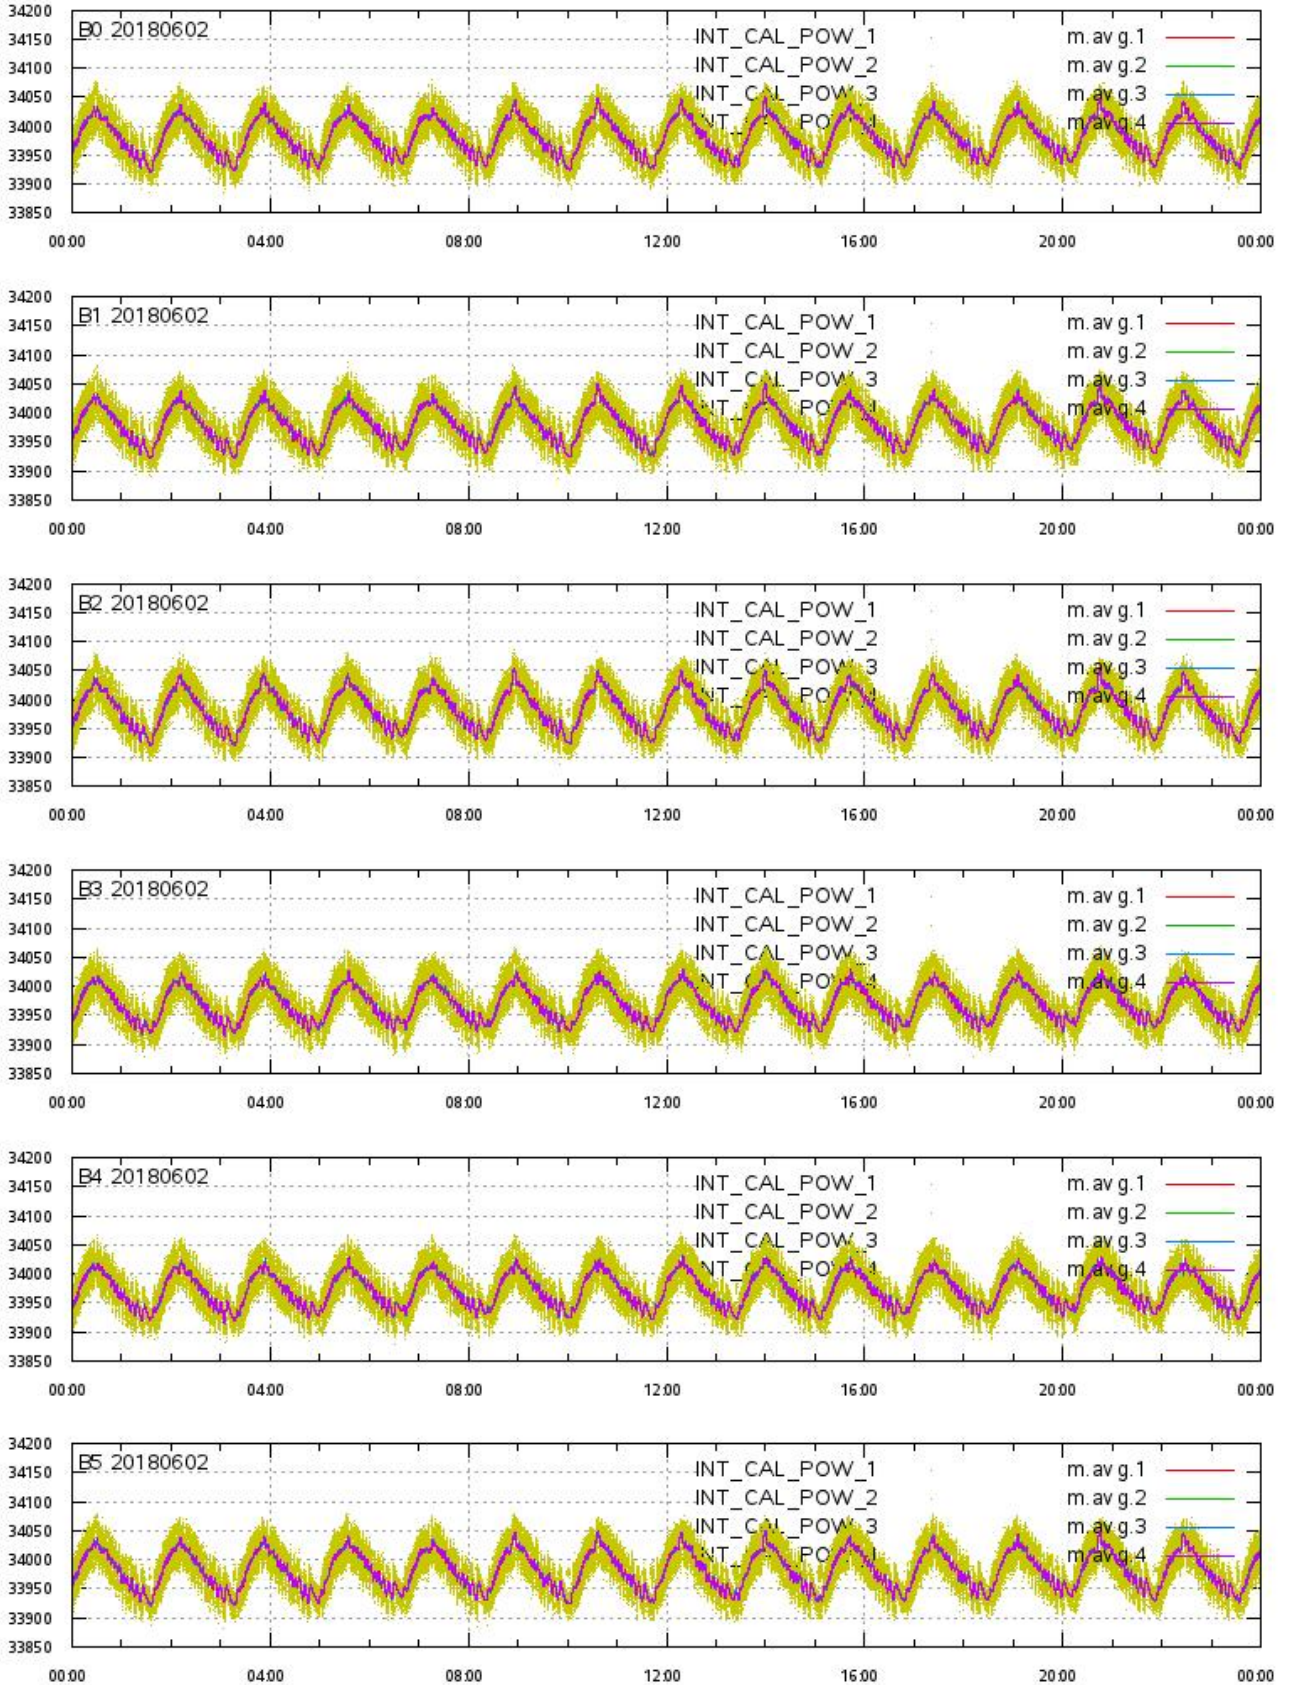 34200
B0 20180602 INT_CAL_POW_1 m.avg.1
34150
INT_CAL_POW_2 m.avg.2
34100
INT_CAL_POW_3 m.avg.3
34050
m.avg.4
34000
33950
33900
33850
00:00 04:00 08:00 12:00 16:00 20:00 00:00
34200
B1 20180602 INT_CAL_POW_1 m.avg.1
34150
INT_CAL_POW_2 m.avg.2
34100
INT_CAL_POW_3 m.avg.3
34050
m.avg.4
34000
33950
33900
33850
00:00 04:00 08:00 12:00 16:00 20:00 00:00
34200
B2 20180602 INT_CAL_POW_1 m.avg.1
34150
INT_CAL_POW_2 m.avg.2
34100
INT_CAL_POW_3 m.avg.3
34050
m.avg.4
34000
33950
33900
33850
00:00 04:00 08:00 12:00 16:00 20:00 00:00
34200
B3 20180602 INT_CAL_POW_1 m.avg.1
34150
INT_CAL_POW_2 m.avg.2
34100
INT_CAL_POW_3 m.avg.3
34050
m.avg.4
34000
33950
33900
33850
00:00 04:00 08:00 12:00 16:00 20:00 00:00
34200
B4 20180602 INT_CAL_POW_1 m.avg.1
34150
INT_CAL_POW_2 m.avg.2
34100
INT_CAL_POW_3 m.avg.3
34050
m.avg.4
34000
33950
33900
33850
00:00 04:00 08:00 12:00 16:00 20:00 00:00
34200
B5 20180602 INT_CAL_POW_1 m.avg.1
34150
INT_CAL_POW_2 m.avg.2
34100
INT_CAL_POW_3 m.avg.3
34050
m.avg.4
34000
33950
33900
33850
00:00 04:00 08:00 12:00 16:00 20:00 00:00